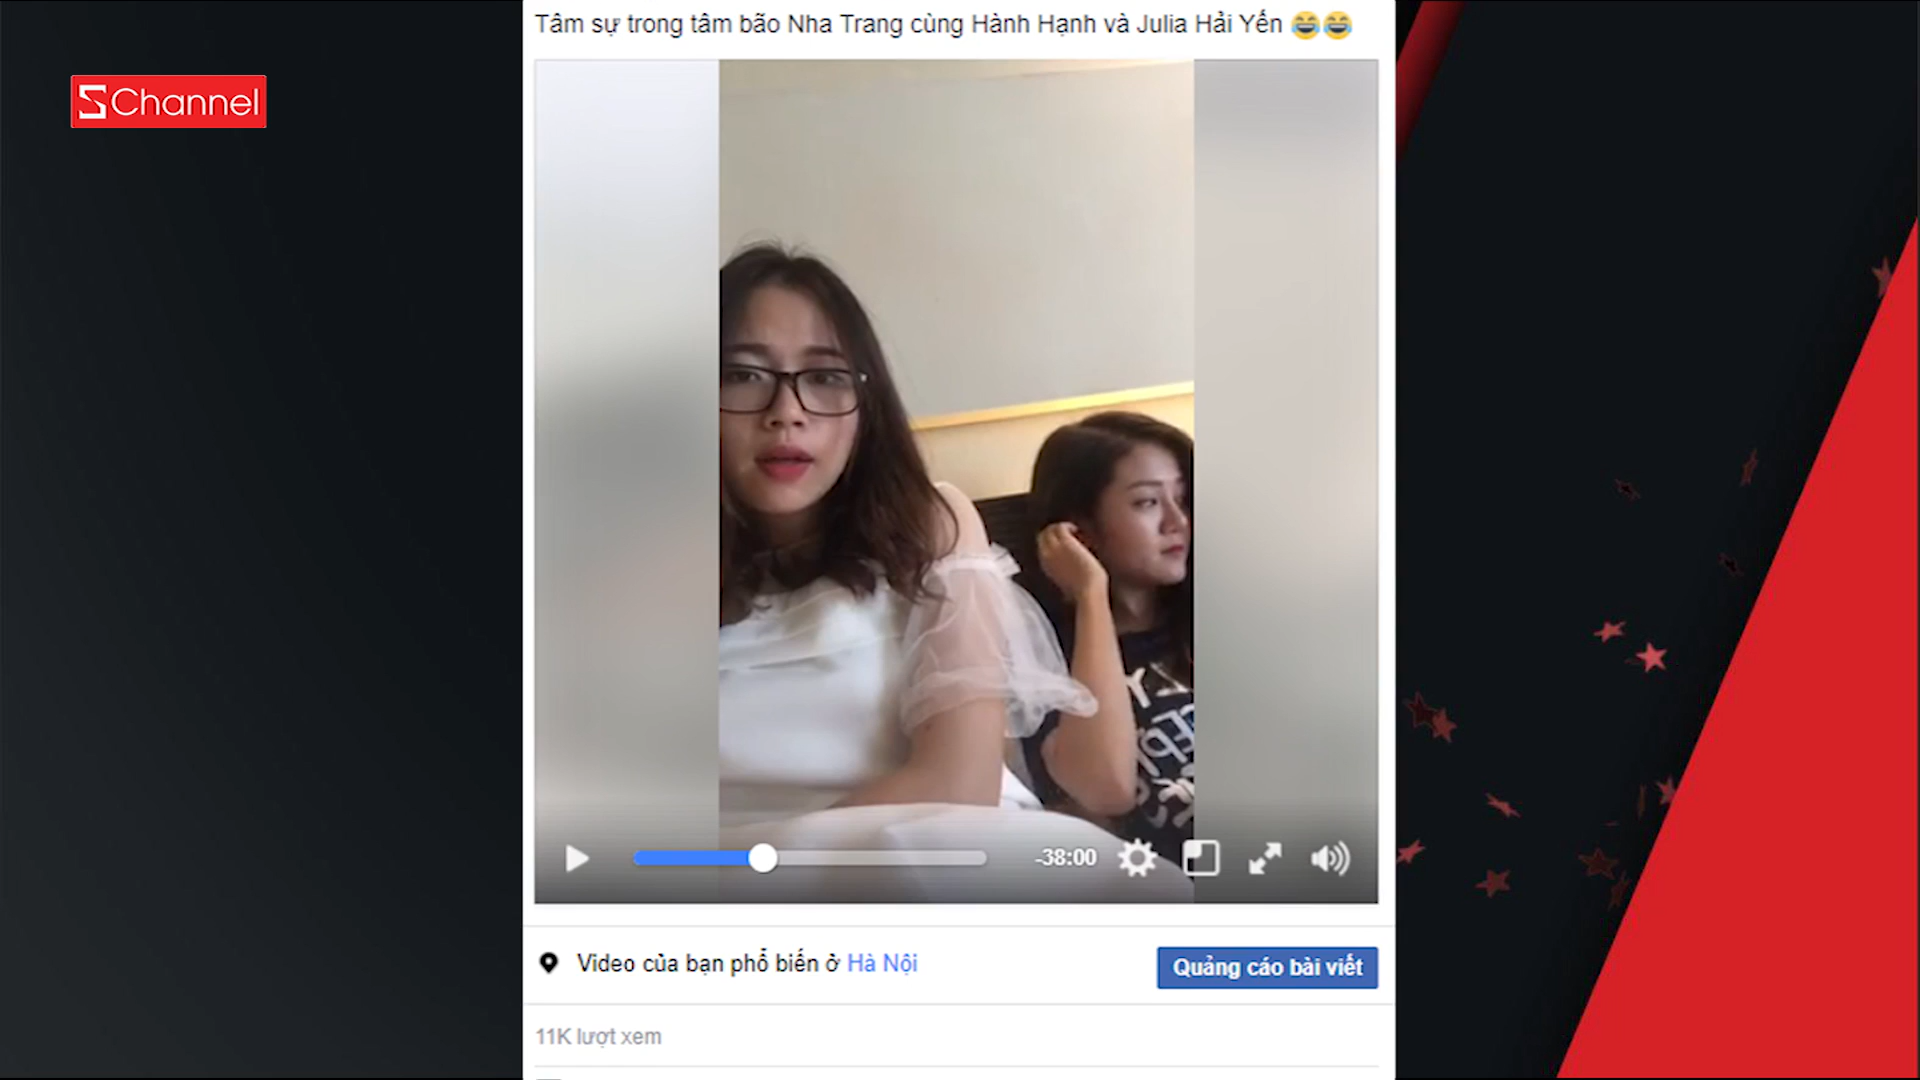 Tâm sự trong tâm bão Nha Trang cùng Hành Hạnh và Julia Hải Yến 😂😂
SChannel
-38:00
Video của bạn phổ biến ở Hà Nội
Quảng cáo bài viết
11K lượt xem